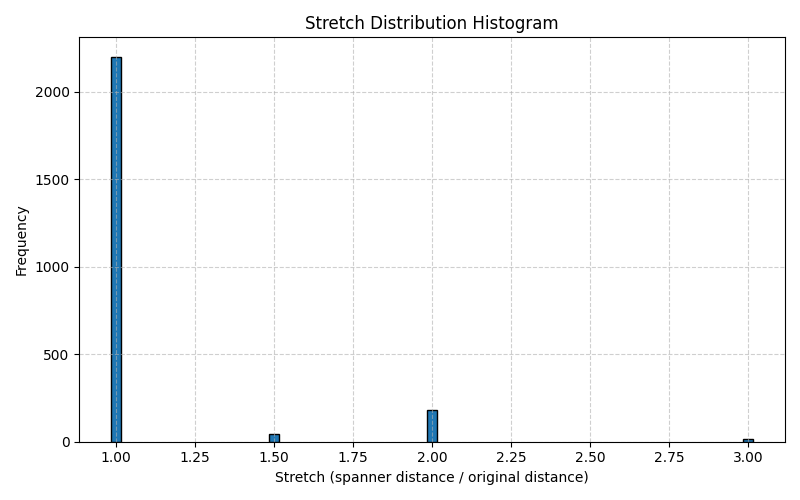 Stretch Distribution Histogram
Frequency
2000
1500
1000
500
0
1.00 1.25 1.50 1.75 2.00 2.25 2.50 2.75 3.00
Stretch (spanner distance / original distance)